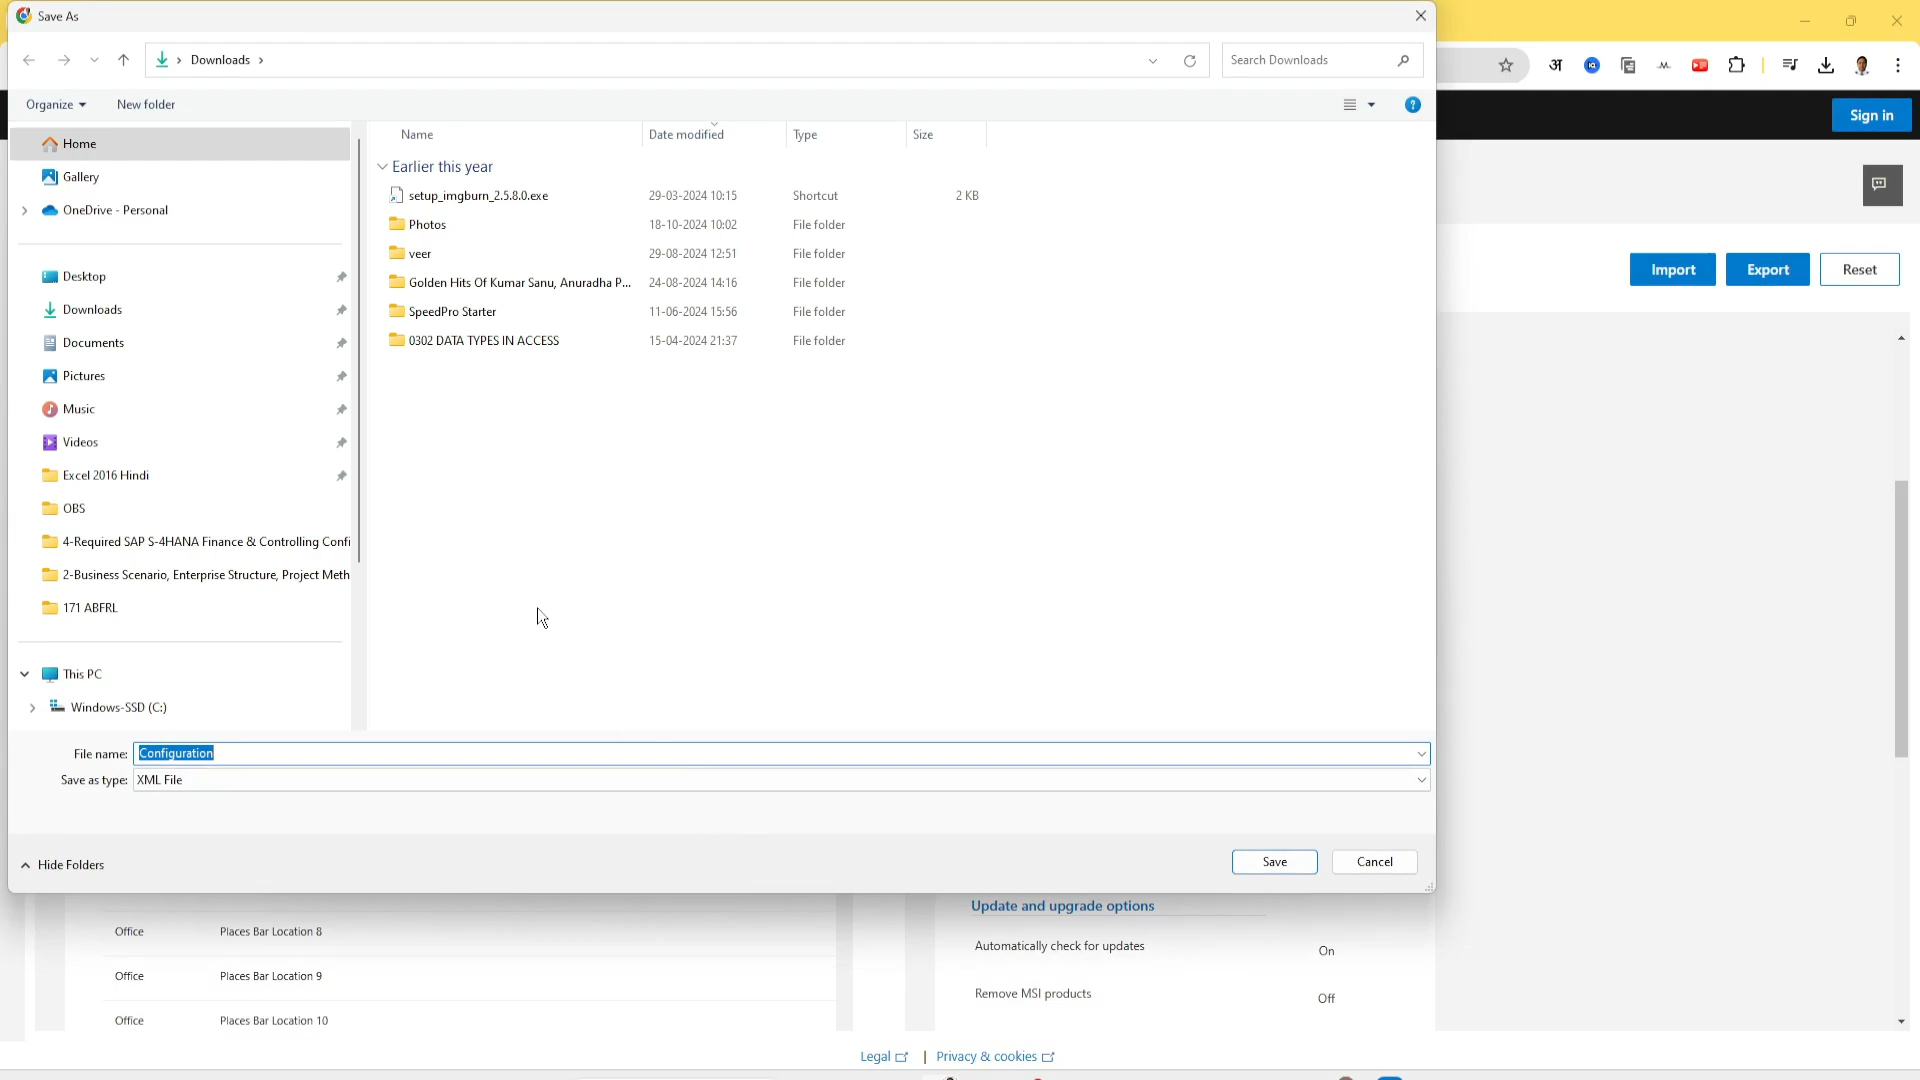 Save As
Downloads
Search Downloads
Sign in
Organize
New folder
?
Name
Date modified
Type
Size
Home
Gallery
OneDrive - Personal
Desktop
Downloads
Documents
Pictures
Music
Videos
Excel 2016 Hindi
OBS
4-Required SAP S-4HANA Finance & Controlling Confi
2-Business Scenario, Enterprise Structure, Project Meth
171 ABFRL
This PC
Windows-SSD (C:)
Earlier this year
setup_imgburn_2.5.8.0.exe 29-03-2024 10:15 Shortcut 2 KB
Photos 18-10-2024 10:02 File folder
veer 29-08-2024 12:51 File folder
Golden Hits Of Kumar Sanu, Anuradha P... 24-08-2024 14:16 File folder
SpeedPro Starter 11-06-2024 15:56 File folder
0302 DATA TYPES IN ACCESS 15-04-2024 21:37 File folder
अ
Import
Export
Reset
File name: Configuration
Save as type: XML File
Hide Folders
Save
Cancel
Office Places Bar Location 8
Office Places Bar Location 9
Office Places Bar Location 10
Update and upgrade options
Automatically check for updates On
Remove MSI products Off
Legal | Privacy & cookies